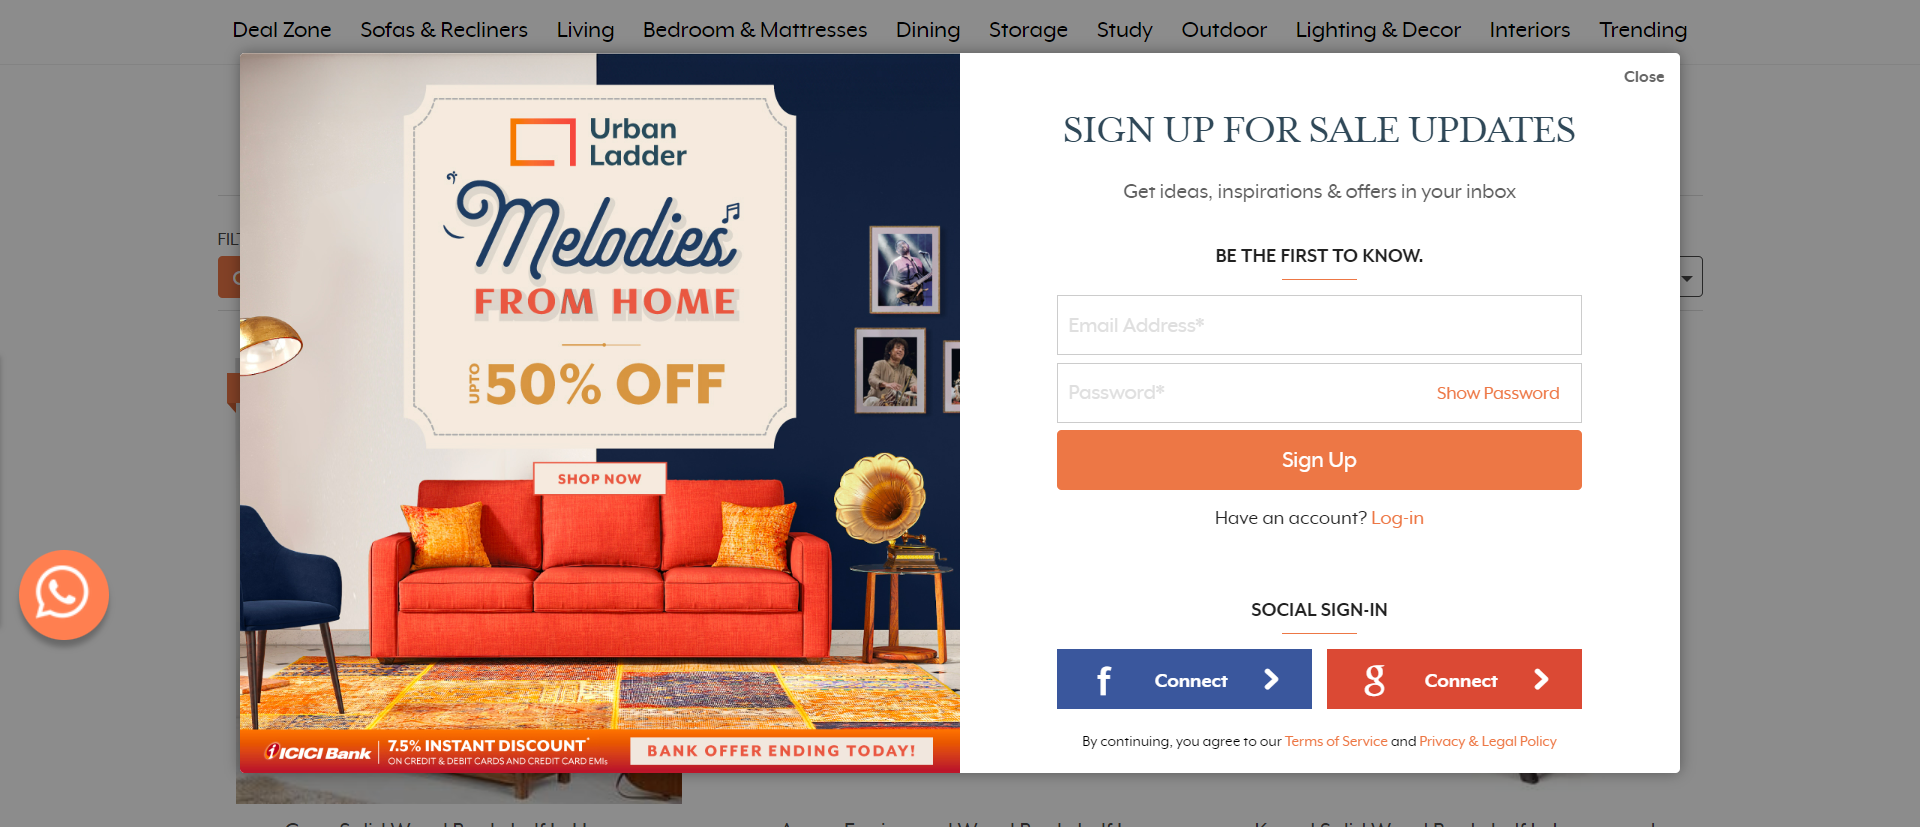 Deal Zone Sofas & Recliners Living Bedroom & Mattresses Dining Storage Study Outdoor Lighting & Decor Interiors Trending
Close
Urban
Ladder
Melodies
FROM HOME
UPTO 50% OFF
SHOP NOW
ICICI Bank
7.5% INSTANT DISCOUNT*
ON CREDIT & DEBIT CARDS AND CREDIT CARD EMIs
BANK OFFER ENDING TODAY!
SIGN UP FOR SALE UPDATES
Get ideas, inspirations & offers in your inbox
BE THE FIRST TO KNOW.
Email Address*
Password*
Show Password
Sign Up
Have an account? Log-in
SOCIAL SIGN-IN
f Connect
g Connect
By continuing, you agree to our Terms of Service and Privacy & Legal Policy